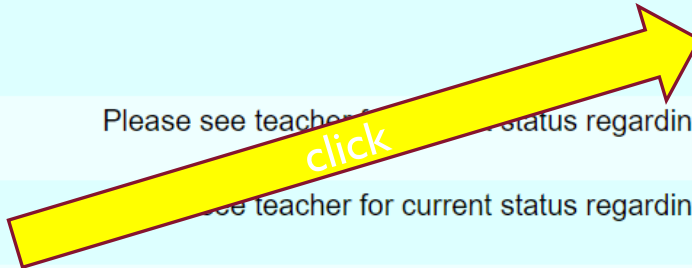 Please see teacher status regardin
click
see teacher for current status regardin